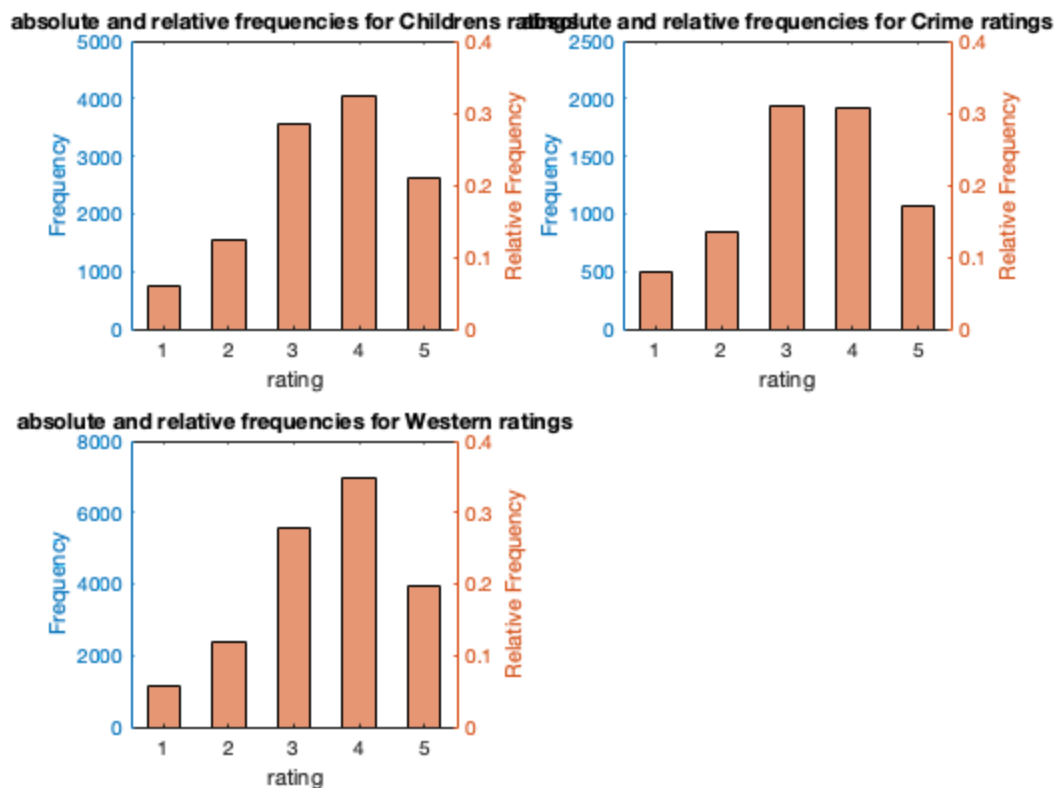 absolute and relative frequencies for Childrens ratings
5000
4000
3000
2000
1000
0
Frequency
0.4
0.3
0.2
0.1
0
Relative Frequency
1 2 3 4 5
rating
absolute and relative frequencies for Crime ratings
2500
2000
1500
1000
500
0
Frequency
0.4
0.3
0.2
0.1
0
Relative Frequency
1 2 3 4 5
rating
absolute and relative frequencies for Western ratings
8000
6000
4000
2000
0
Frequency
0.4
0.3
0.2
0.1
0
Relative Frequency
1 2 3 4 5
rating